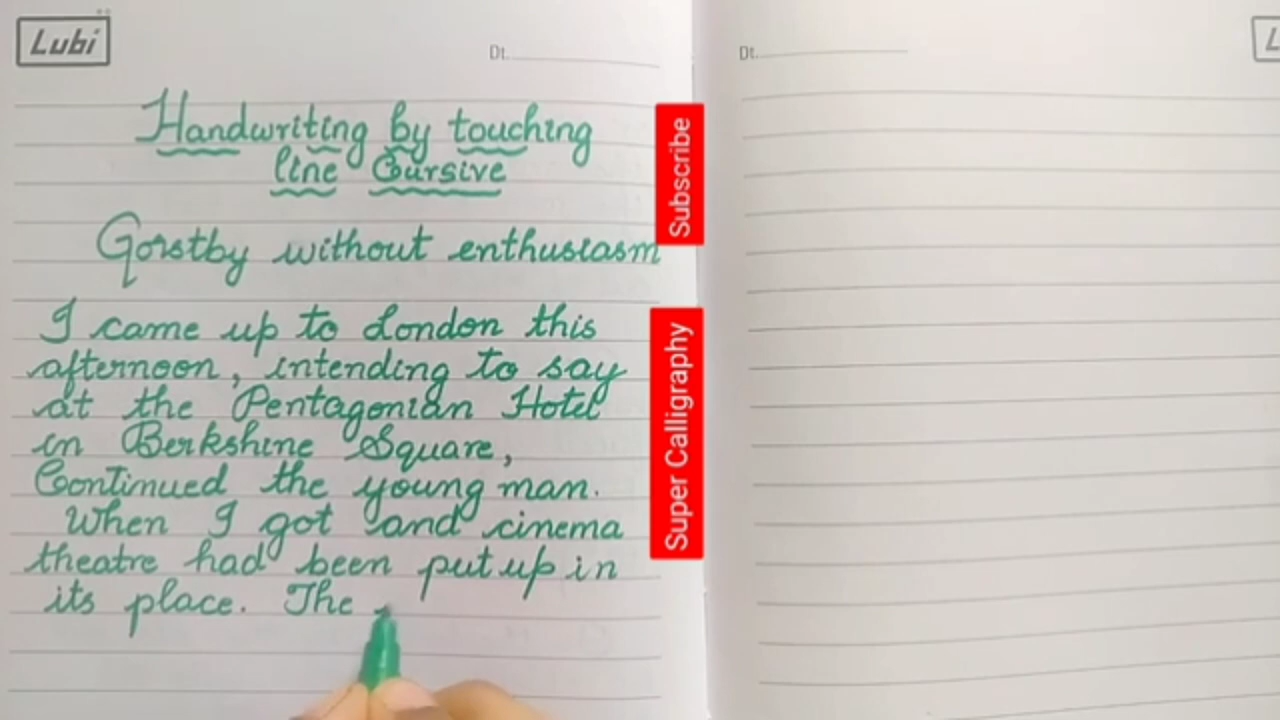 Lubi
Dt.
Handwriting by touching
line Cursive
Gorstby without enthusiasm
I came up to London this
afternoon, intending to say
at the Pentagonian Hotel
in Berkshine Square,
Continued the young man.
When I got and cinema
theatre had been put up in
its place. The
Subscribe
Super Calligraphy
Dt.
L